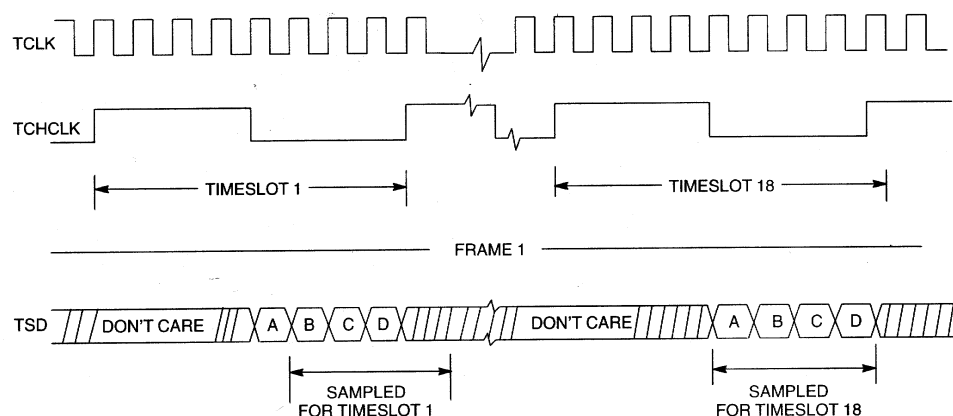 TCLK
TCHCLK
TIMESLOT 1
TIMESLOT 18
FRAME 1
TSD
DON'T CARE
A
B
C
D
DON'T CARE
A
B
C
D
SAMPLED
FOR TIMESLOT 1
SAMPLED
FOR TIMESLOT 18